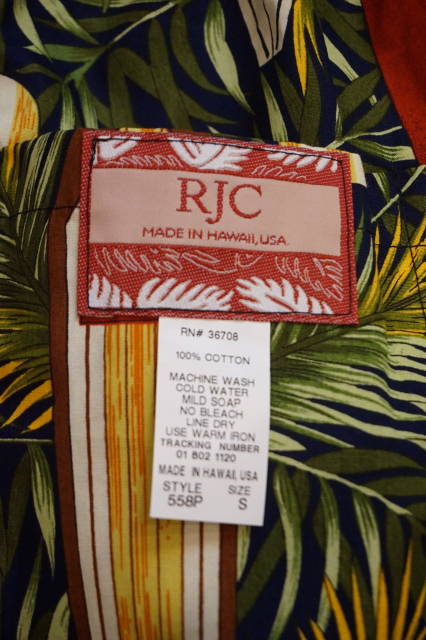 RJC
MADE IN HAWAII, USA.
RN# 36708
100% COTTON
MACHINE WASH
COLD WATER
MILD SOAP
NO BLEACH
LINE DRY
USE WARM IRON
TRACKING NUMBER
01 802 1120
MADE IN HAWAII, USA
STYLE SIZE
558P S